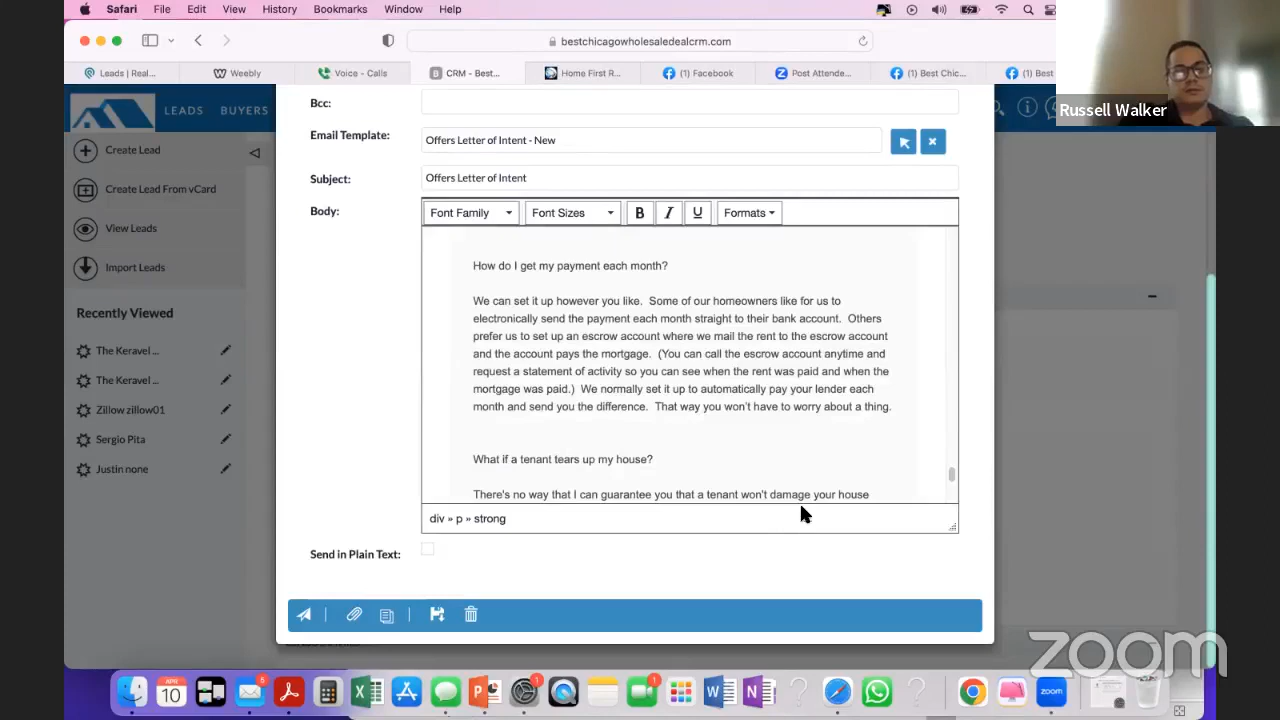 Safari File Edit View History Bookmarks Window Help
bestchicagowholesaledealcrm.com
Leads | Real... Weebly Voice - Calls CRM - Best... Home First R... (1) Facebook Post Attende... (1) Best Chic... (1) Best
Russell Walker
LEADS BUYERS
Create Lead
Create Lead From vCard
View Leads
Import Leads
Recently Viewed
The Keravel ...
The Keravel ...
Zillow zillow01
Sergio Pita
Justin none
Bcc:
Email Template: Offers Letter of Intent - New
Subject: Offers Letter of Intent
Body: Font Family Font Sizes B I U Formats
How do I get my payment each month?
We can set it up however you like. Some of our homeowners like for us to
electronically send the payment each month straight to their bank account. Others
prefer us to set up an escrow account where we mail the rent to the escrow account
and the account pays the mortgage. (You can call the escrow account anytime and
request a statement of activity so you can see when the rent was paid and when the
mortgage was paid.) We normally set it up to automatically pay your lender each
month and send you the difference. That way you won't have to worry about a thing.
What if a tenant tears up my house?
There's no way that I can guarantee you that a tenant won't damage your house
div » p » strong
Send in Plain Text:
zoom
APR
10
5
1
1
zoom